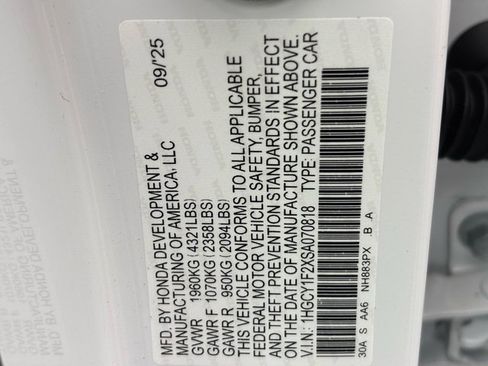 MFD. BY HONDA DEVELOPMENT & 09/'25
MANUFACTURING OF AMERICA, LLC
GVWR 1960KG (4321LBS)
GAWR F 1070KG (2358LBS)
GAWR R 950KG (2094LBS)
THIS VEHICLE CONFORMS TO ALL APPLICABLE
FEDERAL MOTOR VEHICLE SAFETY, BUMPER,
AND THEFT PREVENTION STANDARDS IN EFFECT
ON THE DATE OF MANUFACTURE SHOWN ABOVE.
V.I.N: 1HGCY1F2XSA070818 TYPE: PASSENGER CAR
30A S AA6 NH883PX .B A